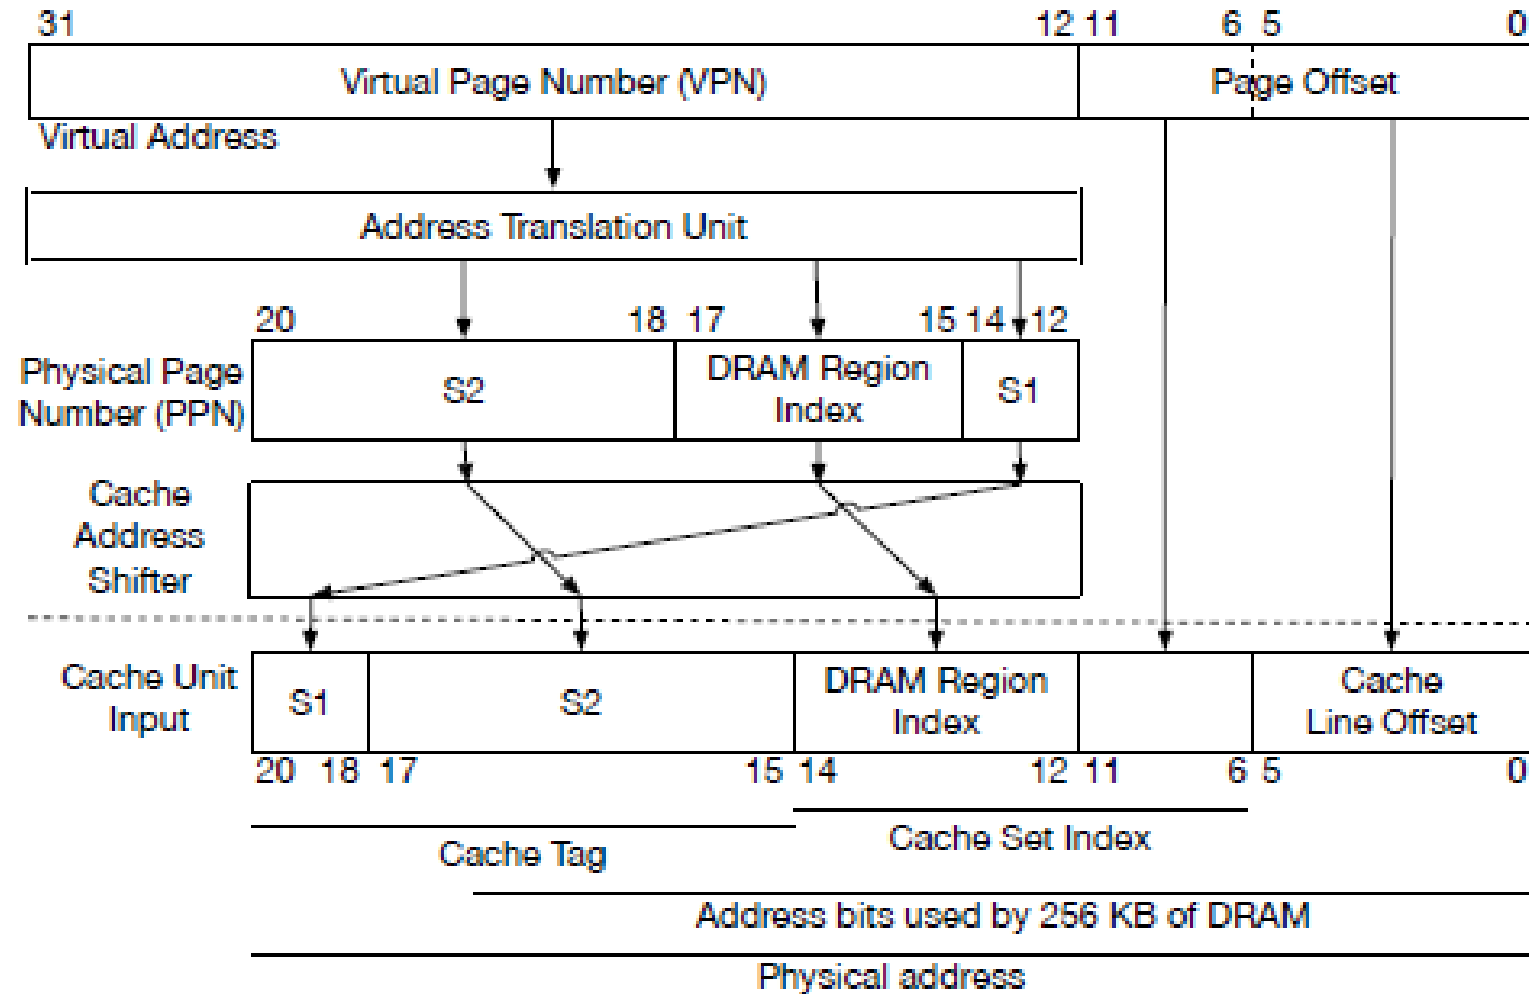 31 12 11 6 5 0
Virtual Page Number (VPN) Page Offset
Virtual Address
Address Translation Unit
20 18 17 15 14 12
Physical Page
Number (PPN)
S2
DRAM Region
Index
S1
Cache
Address
Shifter
Cache Unit
Input
S1
S2
DRAM Region
Index
Cache
Line Offset
20 18 17 15 14 12 11 6 5 0
Cache Set Index
Cache Tag
Address bits used by 256 KB of DRAM
Physical address